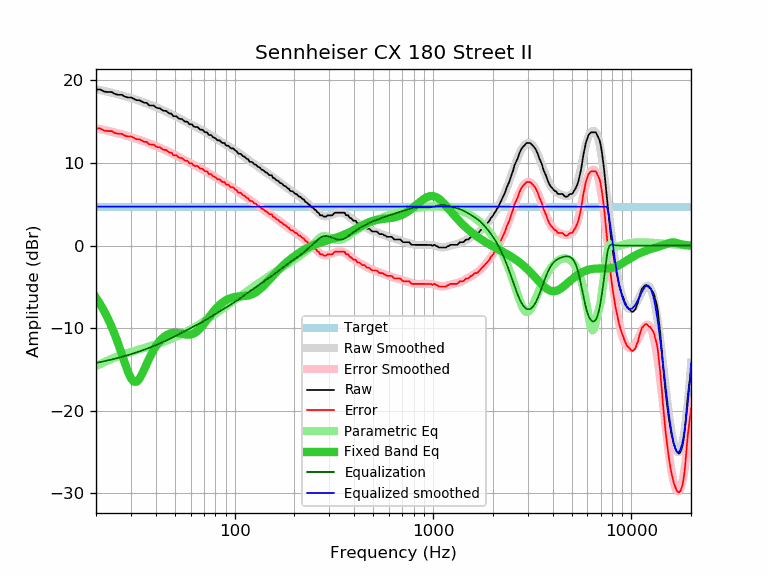 Sennheiser CX 180 Street II
20
10
0
−10
−20
−30
Amplitude (dBr)
Target
Raw Smoothed
Error Smoothed
Raw
Error
Parametric Eq
Fixed Band Eq
Equalization
Equalized smoothed
100
1000
10000
Frequency (Hz)